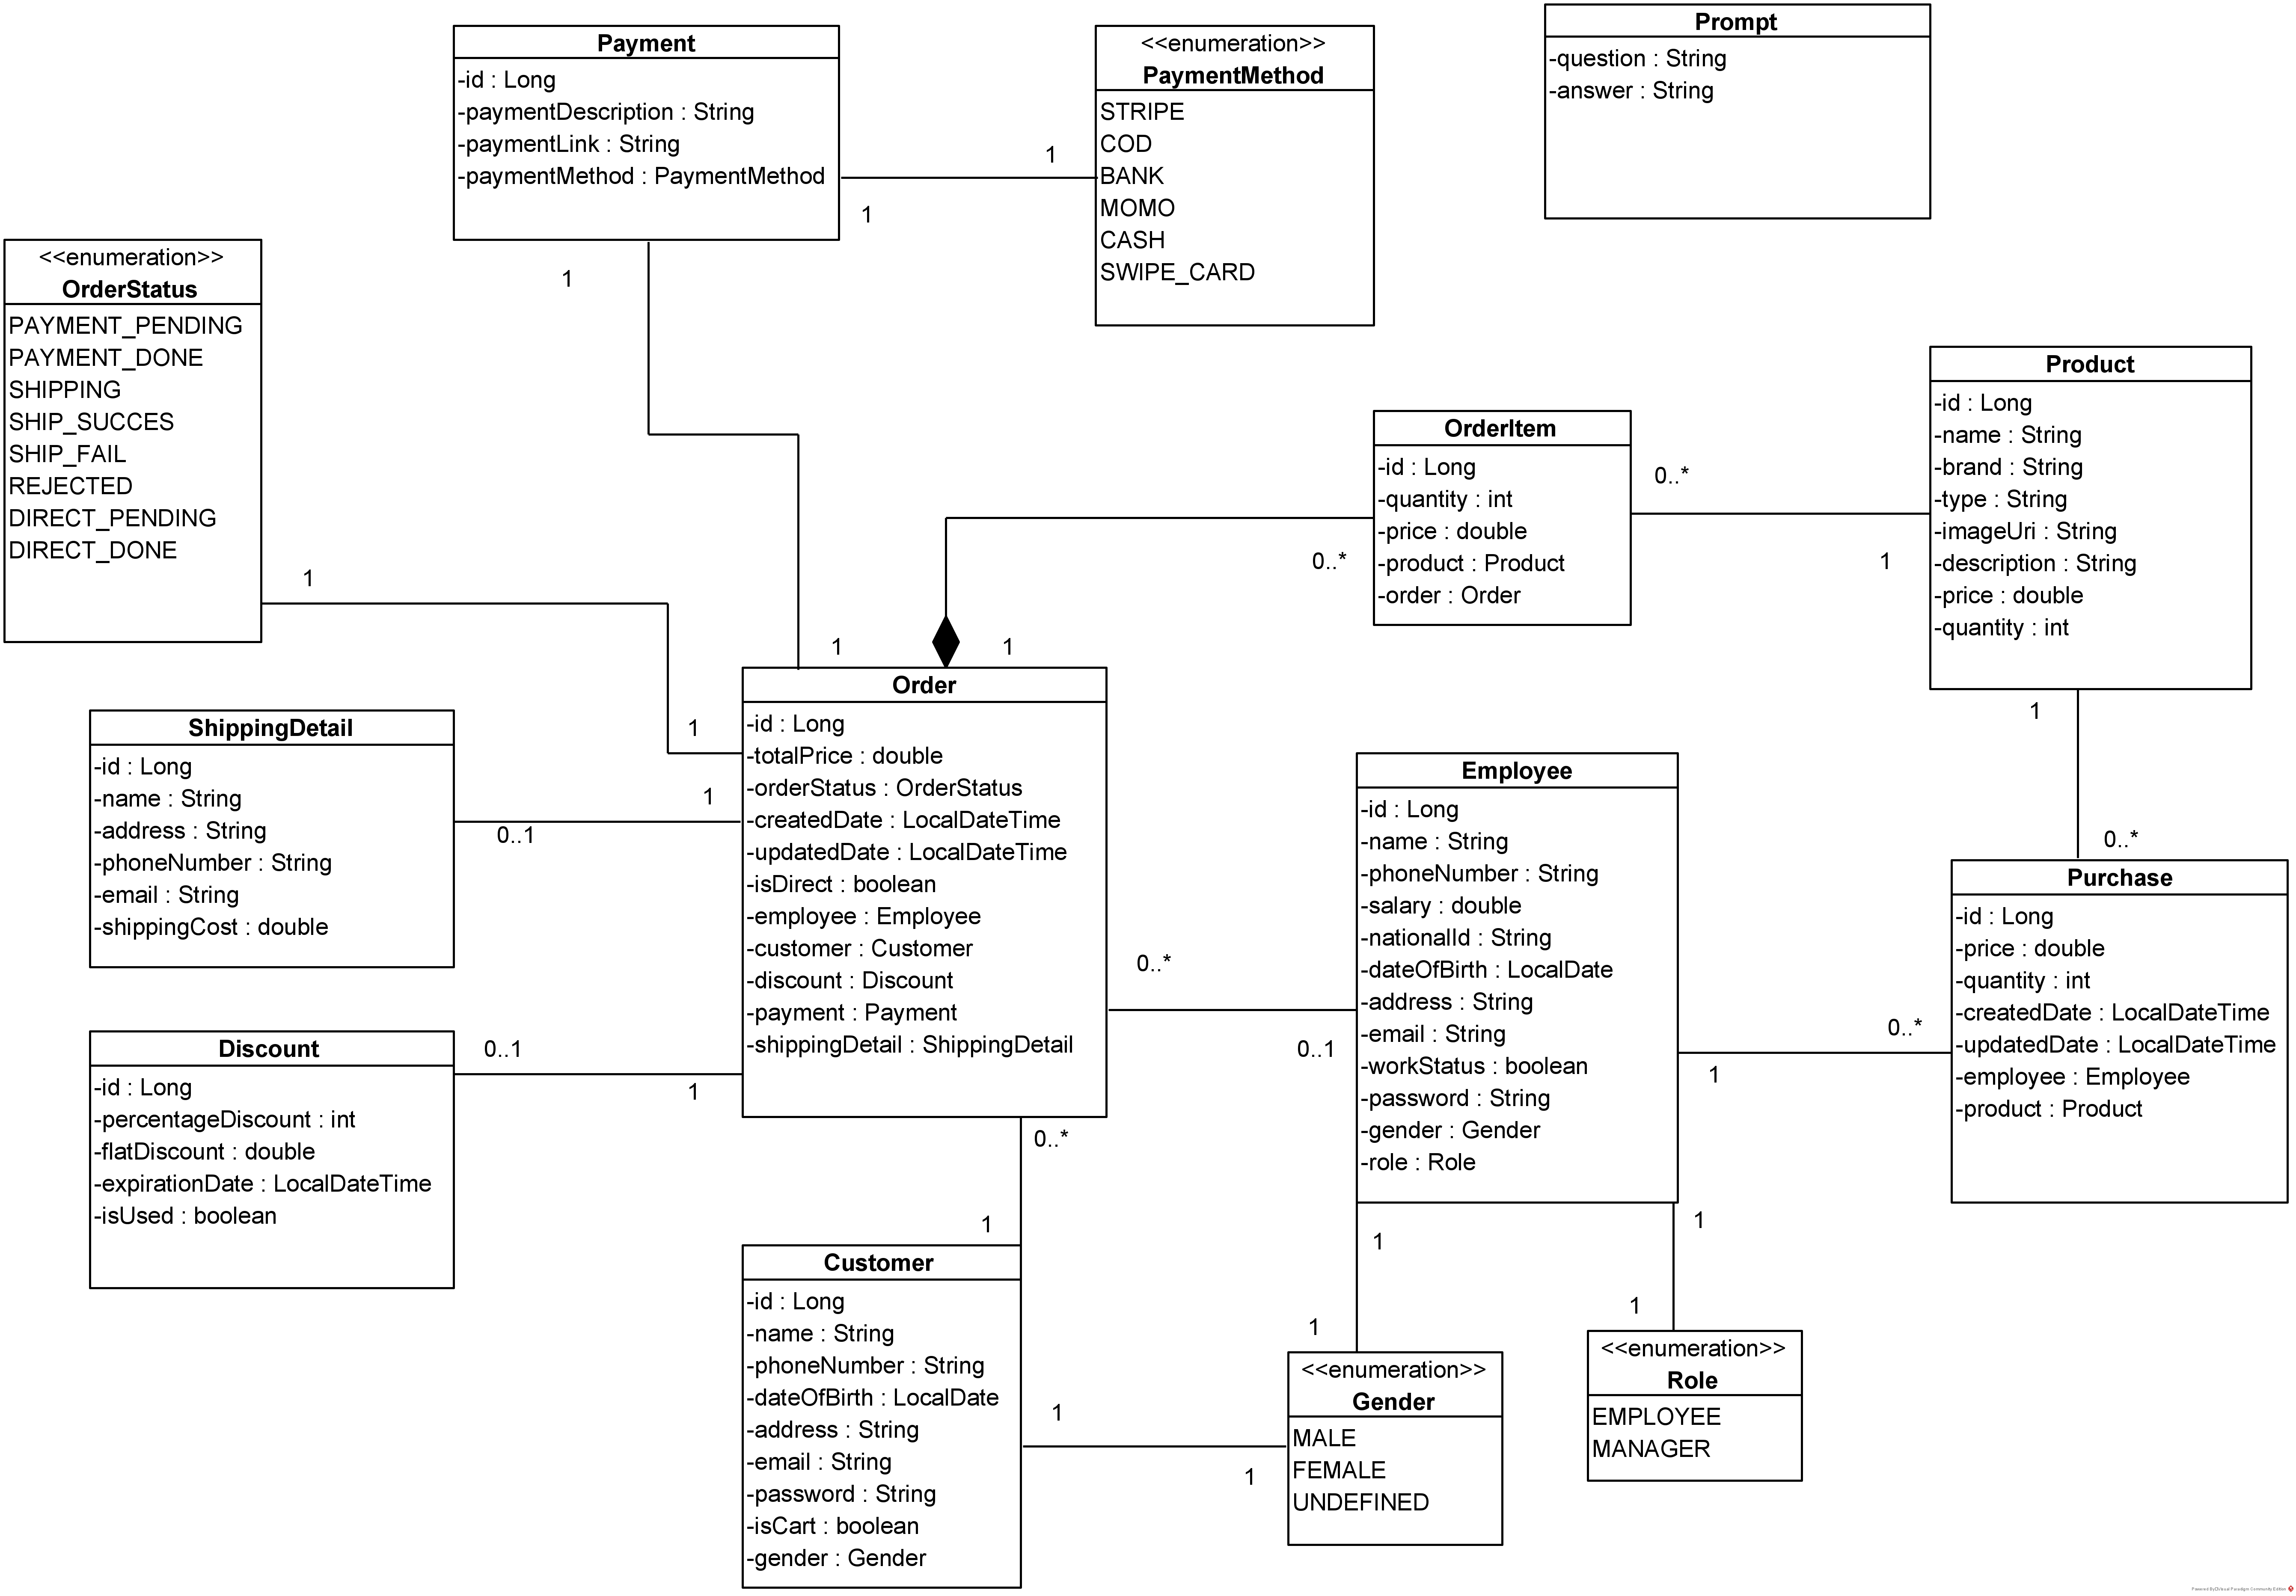 Payment
-id : Long
-paymentDescription : String
-paymentLink : String
-paymentMethod : PaymentMethod
<<enumeration>>
PaymentMethod
STRIPE
COD
BANK
MOMO
CASH
SWIPE_CARD
Prompt
-question : String
-answer : String
1
1
1
<<enumeration>>
OrderStatus
PAYMENT_PENDING
PAYMENT_DONE
SHIPPING
SHIP_SUCCES
SHIP_FAIL
REJECTED
DIRECT_PENDING
DIRECT_DONE
1
Product
-id : Long
-name : String
-brand : String
-type : String
-imageUri : String
-description : String
-price : double
-quantity : int
OrderItem
-id : Long
-quantity : int
-price : double
-product : Product
-order : Order
0..*
0..*
1
1
1
1
Order
-id : Long
-totalPrice : double
-orderStatus : OrderStatus
-createdDate : LocalDateTime
-updatedDate : LocalDateTime
-isDirect : boolean
-employee : Employee
-customer : Customer
-discount : Discount
-payment : Payment
-shippingDetail : ShippingDetail
ShippingDetail
-id : Long
-name : String
-address : String
-phoneNumber : String
-email : String
-shippingCost : double
1
0..1
1
0..*
Employee
-id : Long
-name : String
-phoneNumber : String
-salary : double
-nationalId : String
-dateOfBirth : LocalDate
-address : String
-email : String
-workStatus : boolean
-password : String
-gender : Gender
-role : Role
Purchase
-id : Long
-price : double
-quantity : int
-createdDate : LocalDateTime
-updatedDate : LocalDateTime
-employee : Employee
-product : Product
0..*
0..1
0..*
1
Discount
-id : Long
-percentageDiscount : int
-flatDiscount : double
-expirationDate : LocalDateTime
-isUsed : boolean
0..1
1
0..*
1
Customer
-id : Long
-name : String
-phoneNumber : String
-dateOfBirth : LocalDate
-address : String
-email : String
-password : String
-isCart : boolean
-gender : Gender
1
1
1
1
1
1
<<enumeration>>
Gender
MALE
FEMALE
UNDEFINED
<<enumeration>>
Role
EMPLOYEE
MANAGER
Powered By Visual Paradigm Community Edition